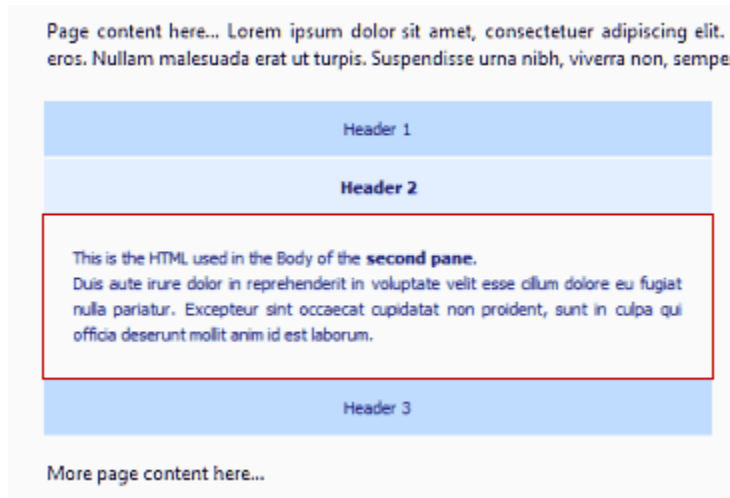 Page content here... Lorem ipsum dolor sit amet, consectetuer adipiscing elit.
eros. Nullam malesuada erat ut turpis. Suspendisse urna nibh, viverra non, sempe
Header 1
Header 2
This is the HTML used in the Body of the second pane.
Duis aute irure dolor in reprehenderit in voluptate velit esse cillum dolore eu fugiat
nulla pariatur. Excepteur sint occaecat cupidatat non proident, sunt in culpa qui
officia deserunt mollit anim id est laborum.
Header 3
More page content here...